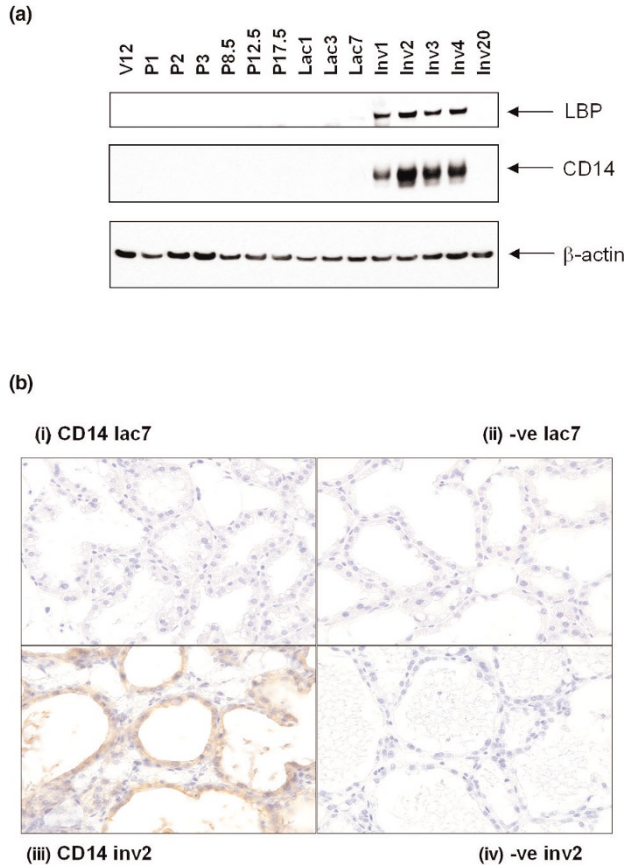 (a)
V12 P1 P2 P3 P8.5 P12.5 P17.5 Lac1 Lac3 Lac7 Inv1 Inv2 Inv3 Inv4 Inv20
LBP
CD14
β-actin
(b)
(i) CD14 lac7
(ii) -ve lac7
(iii) CD14 inv2
(iv) -ve inv2